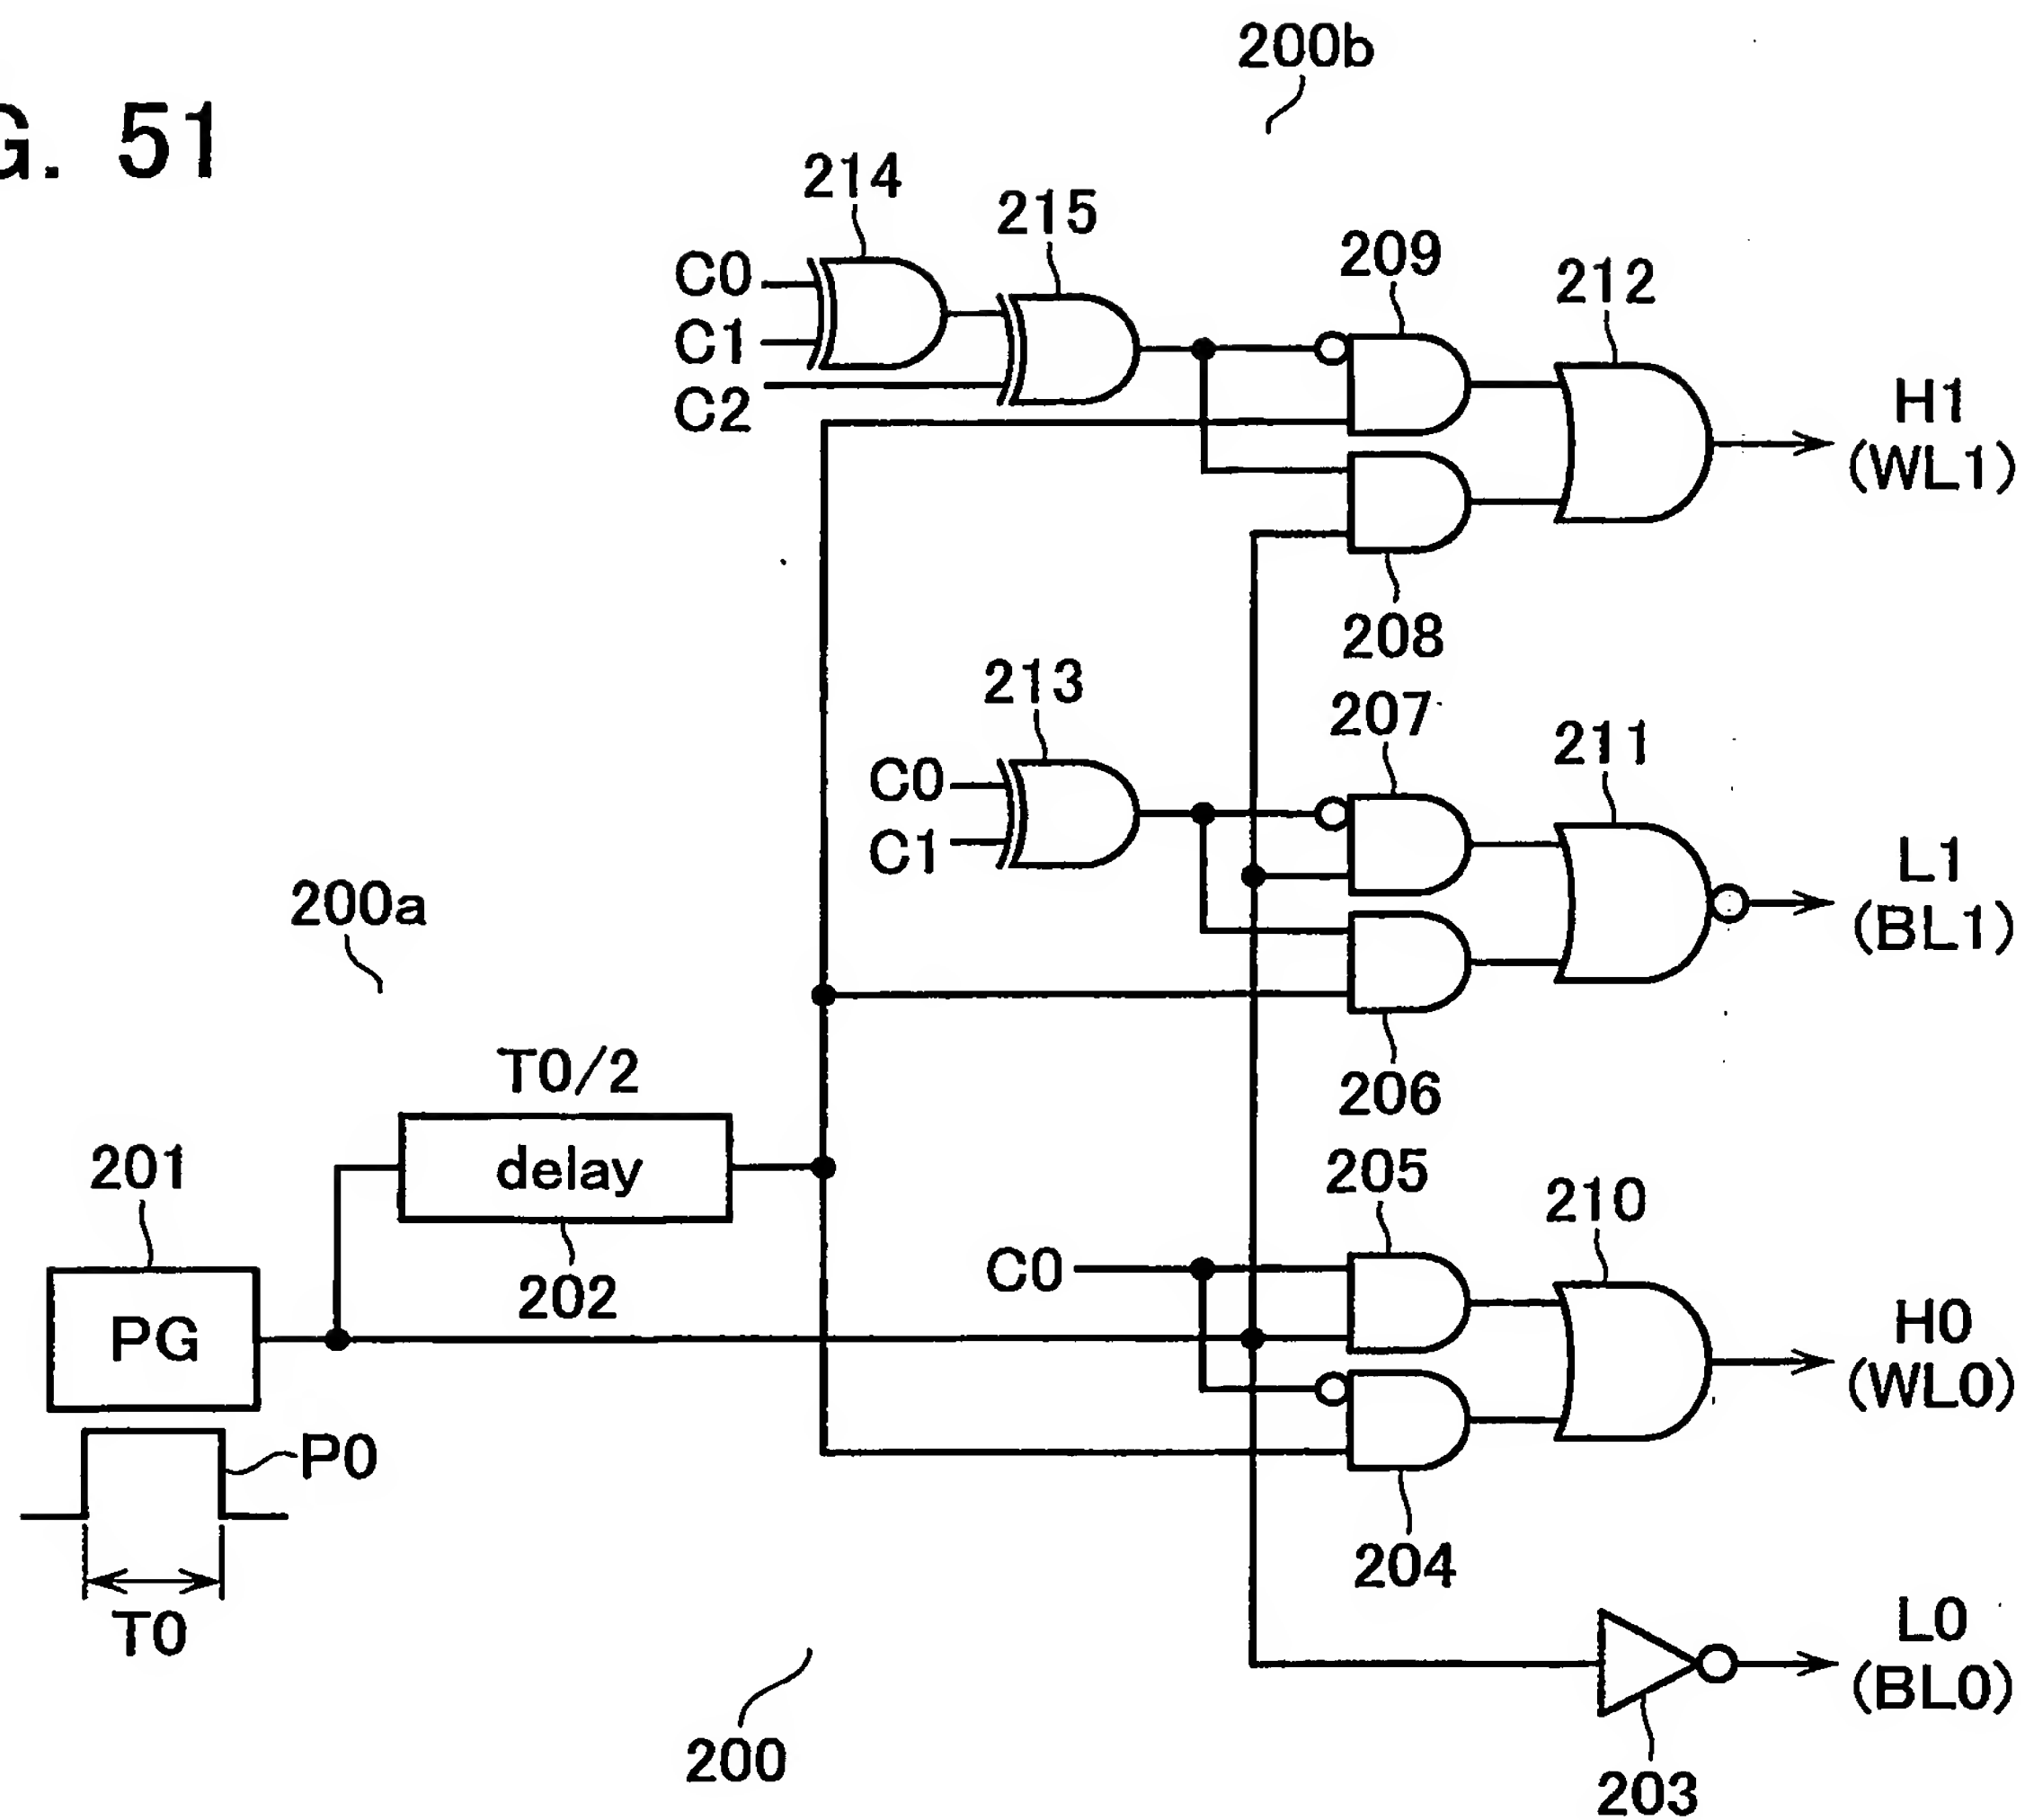 G. 51
200b
214
215
209
212
C0
C1
C2
H1
(WL1)
208
213
207
211
C0
C1
L1
(BL1)
200a
206
T0/2
delay
202
201
PG
P0
T0
205
210
C0
H0
(WL0)
204
L0
(BL0)
203
200